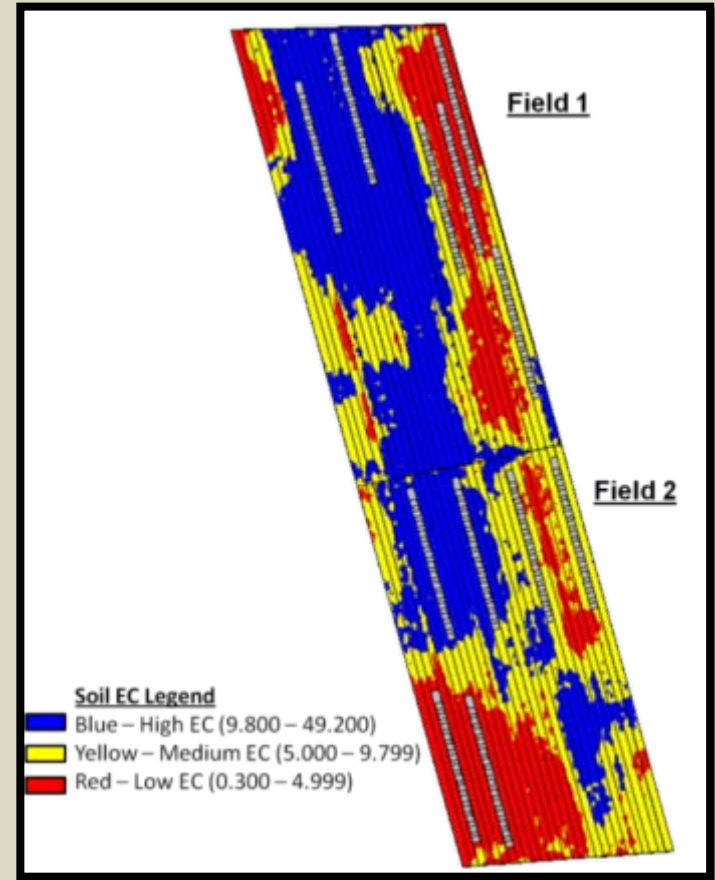 Field 1
Field 2
Soil EC Legend
Blue – High EC (9.800 – 49.200)
Yellow – Medium EC (5.000 – 9.799)
Red – Low EC (0.300 – 4.999)